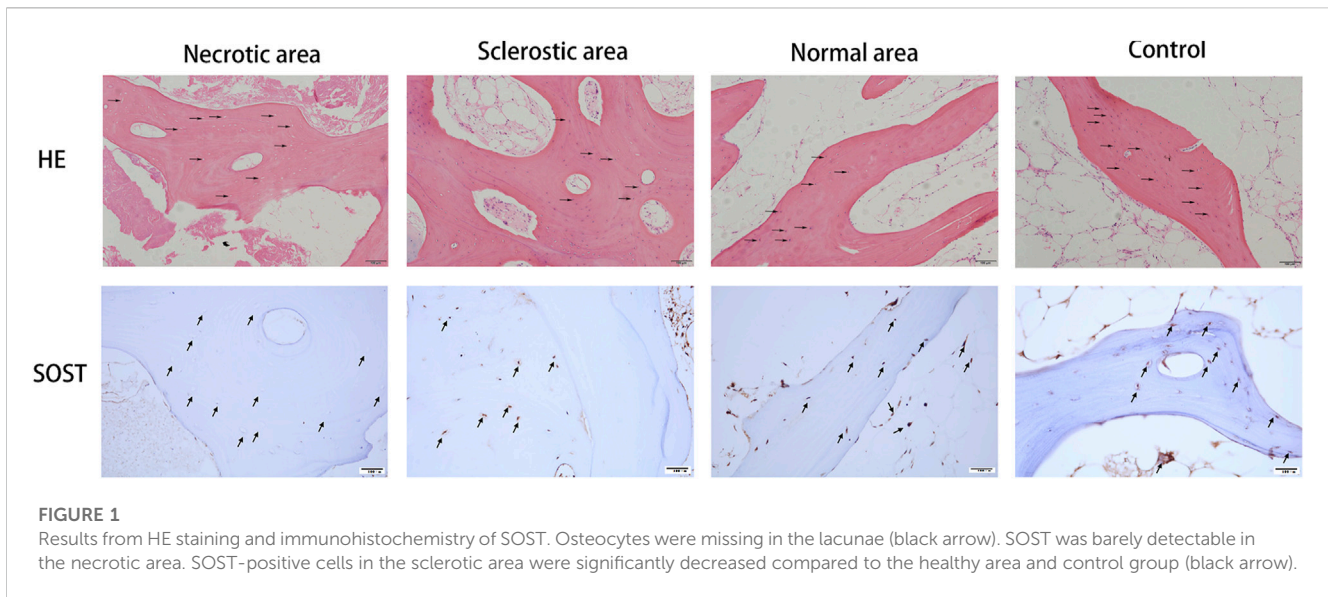 Necrotic area Sclerostic area Normal area Control
HE
SOST
FIGURE 1
Results from HE staining and immunohistochemistry of SOST. Osteocytes were missing in the lacunae (black arrow). SOST was barely detectable in
the necrotic area. SOST-positive cells in the sclerotic area were significantly decreased compared to the healthy area and control group (black arrow).